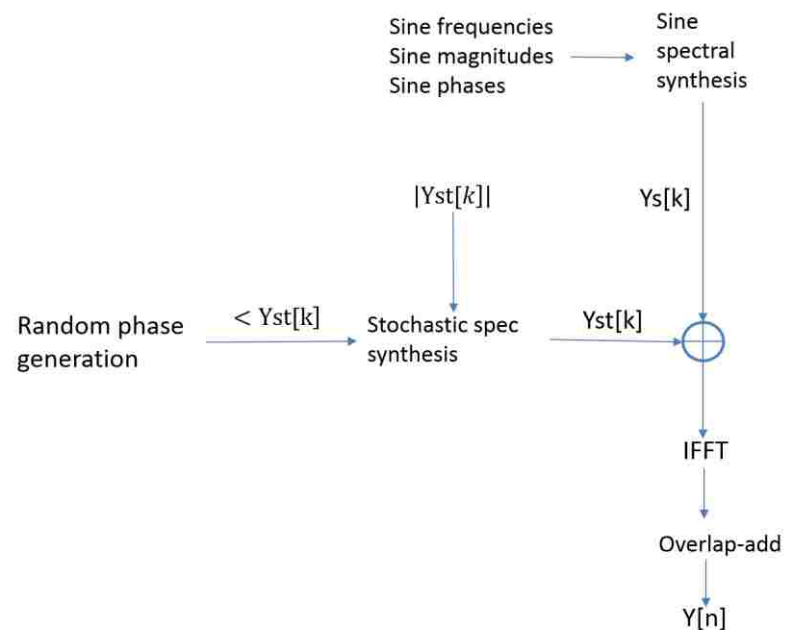 Sine frequencies
Sine magnitudes
Sine phases
Sine
spectral
synthesis
|Yst[k]|
Ys[k]
Random phase
generation
< Yst[k]
Stochastic spec
synthesis
Yst[k]
IFFT
Overlap-add
Y[n]